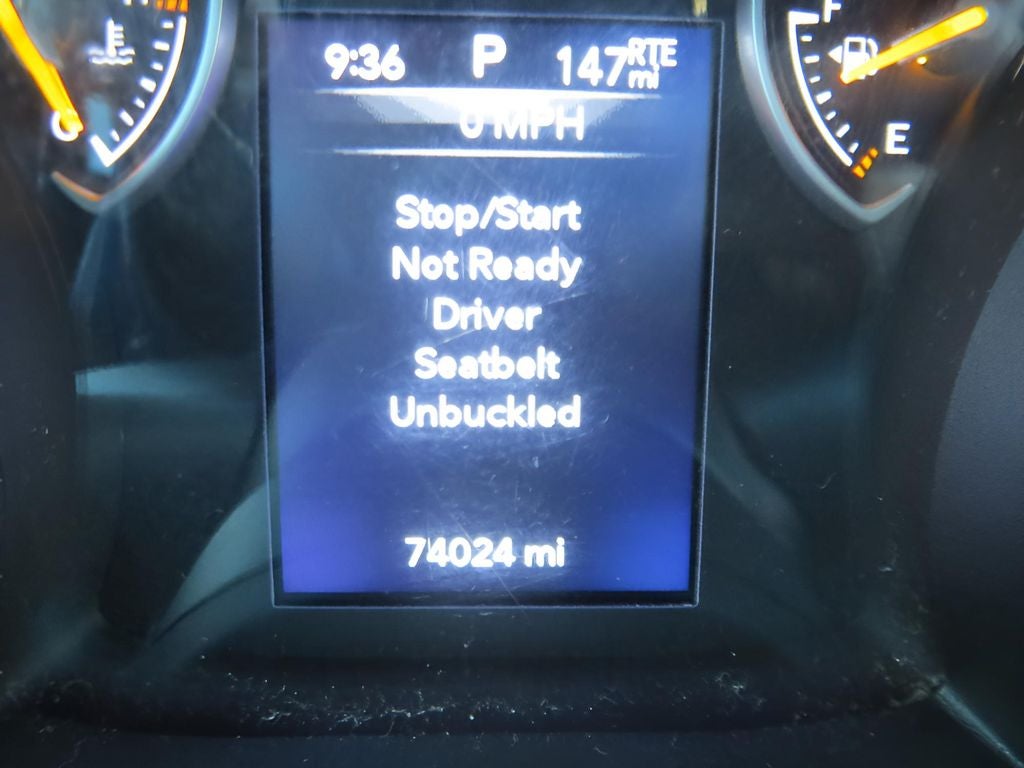 9:36 P 147 RTE mi
0 MPH
Stop/Start
Not Ready
Driver
Seatbelt
Unbuckled
74024 mi
C
F
E